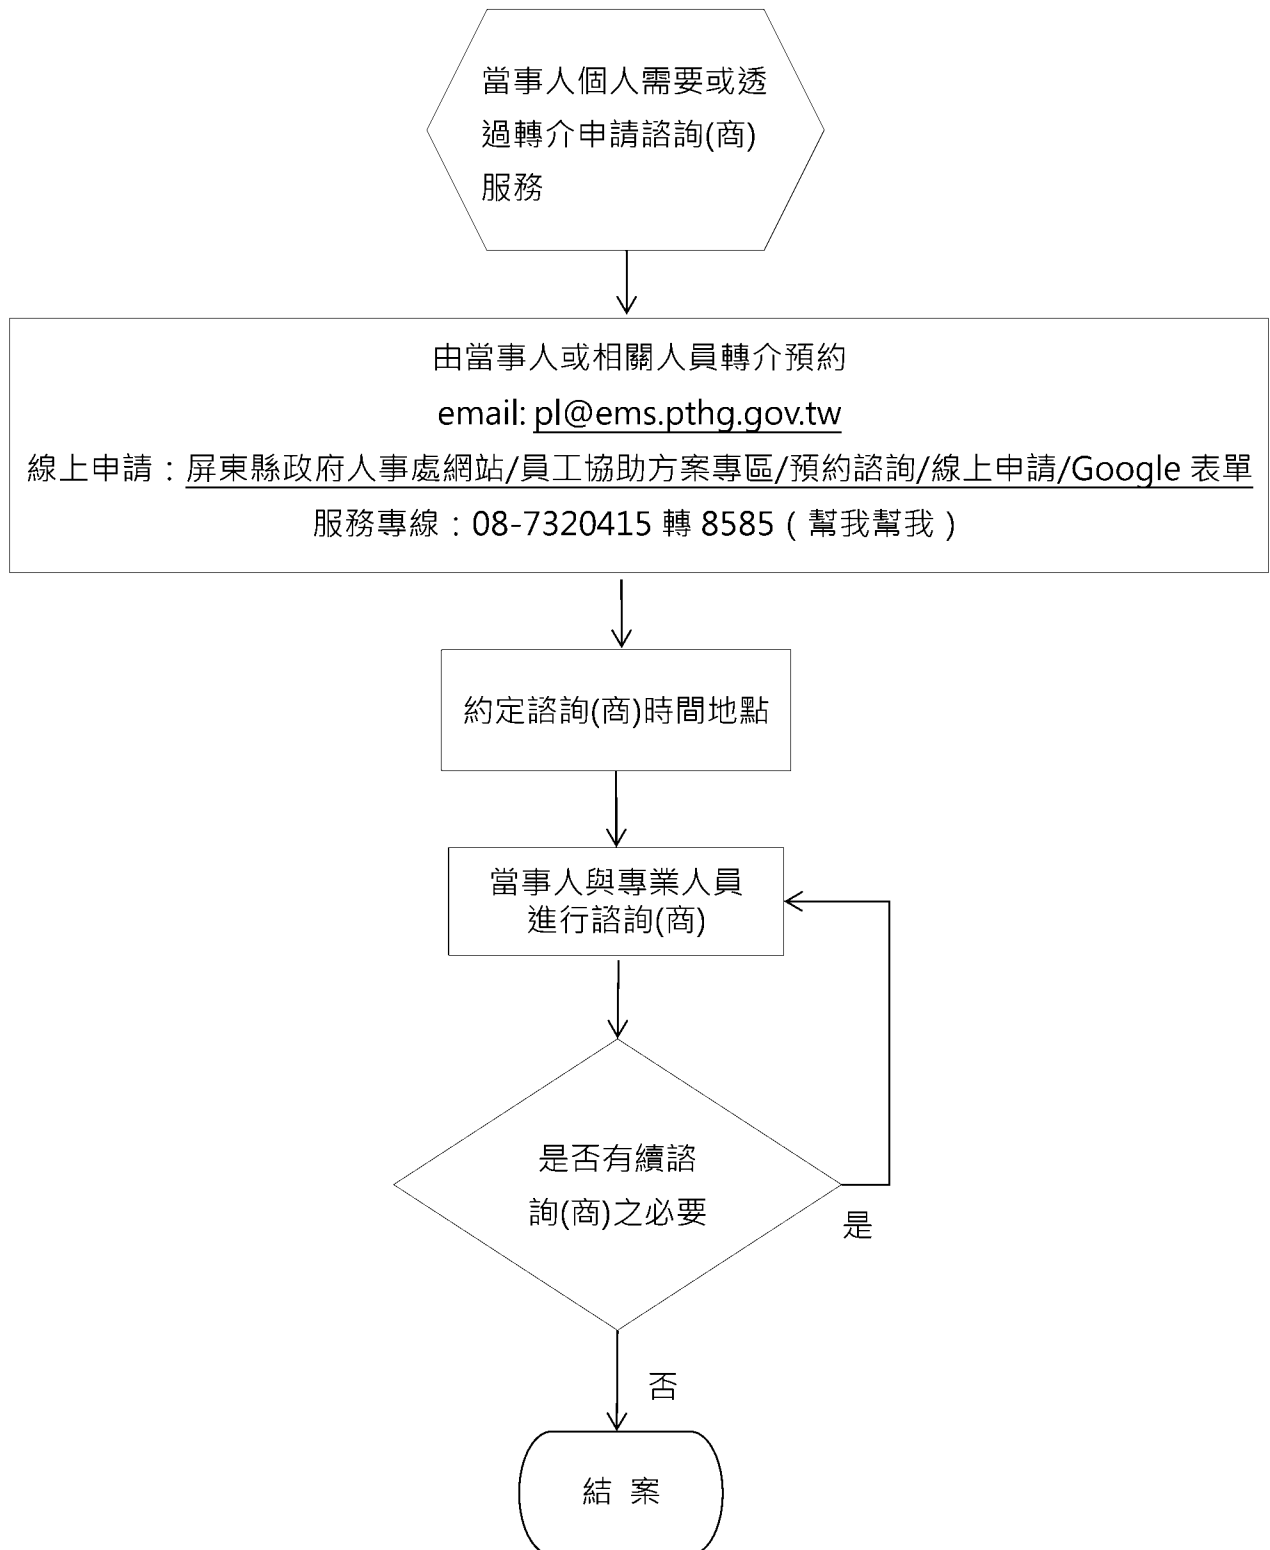 當事人個人需要或透
過轉介申請諮詢(商)
服務
由當事人或相關人員轉介預約
email: pl@ems.pthg.gov.tw
線上申請：屏東縣政府人事處網站/員工協助方案專區/預約諮詢/線上申請/Google 表單
服務專線：08-7320415 轉 8585（幫我幫我）
約定諮詢(商)時間地點
當事人與專業人員
進行諮詢(商)
是否有續諮
詢(商)之必要
是
否
結 案